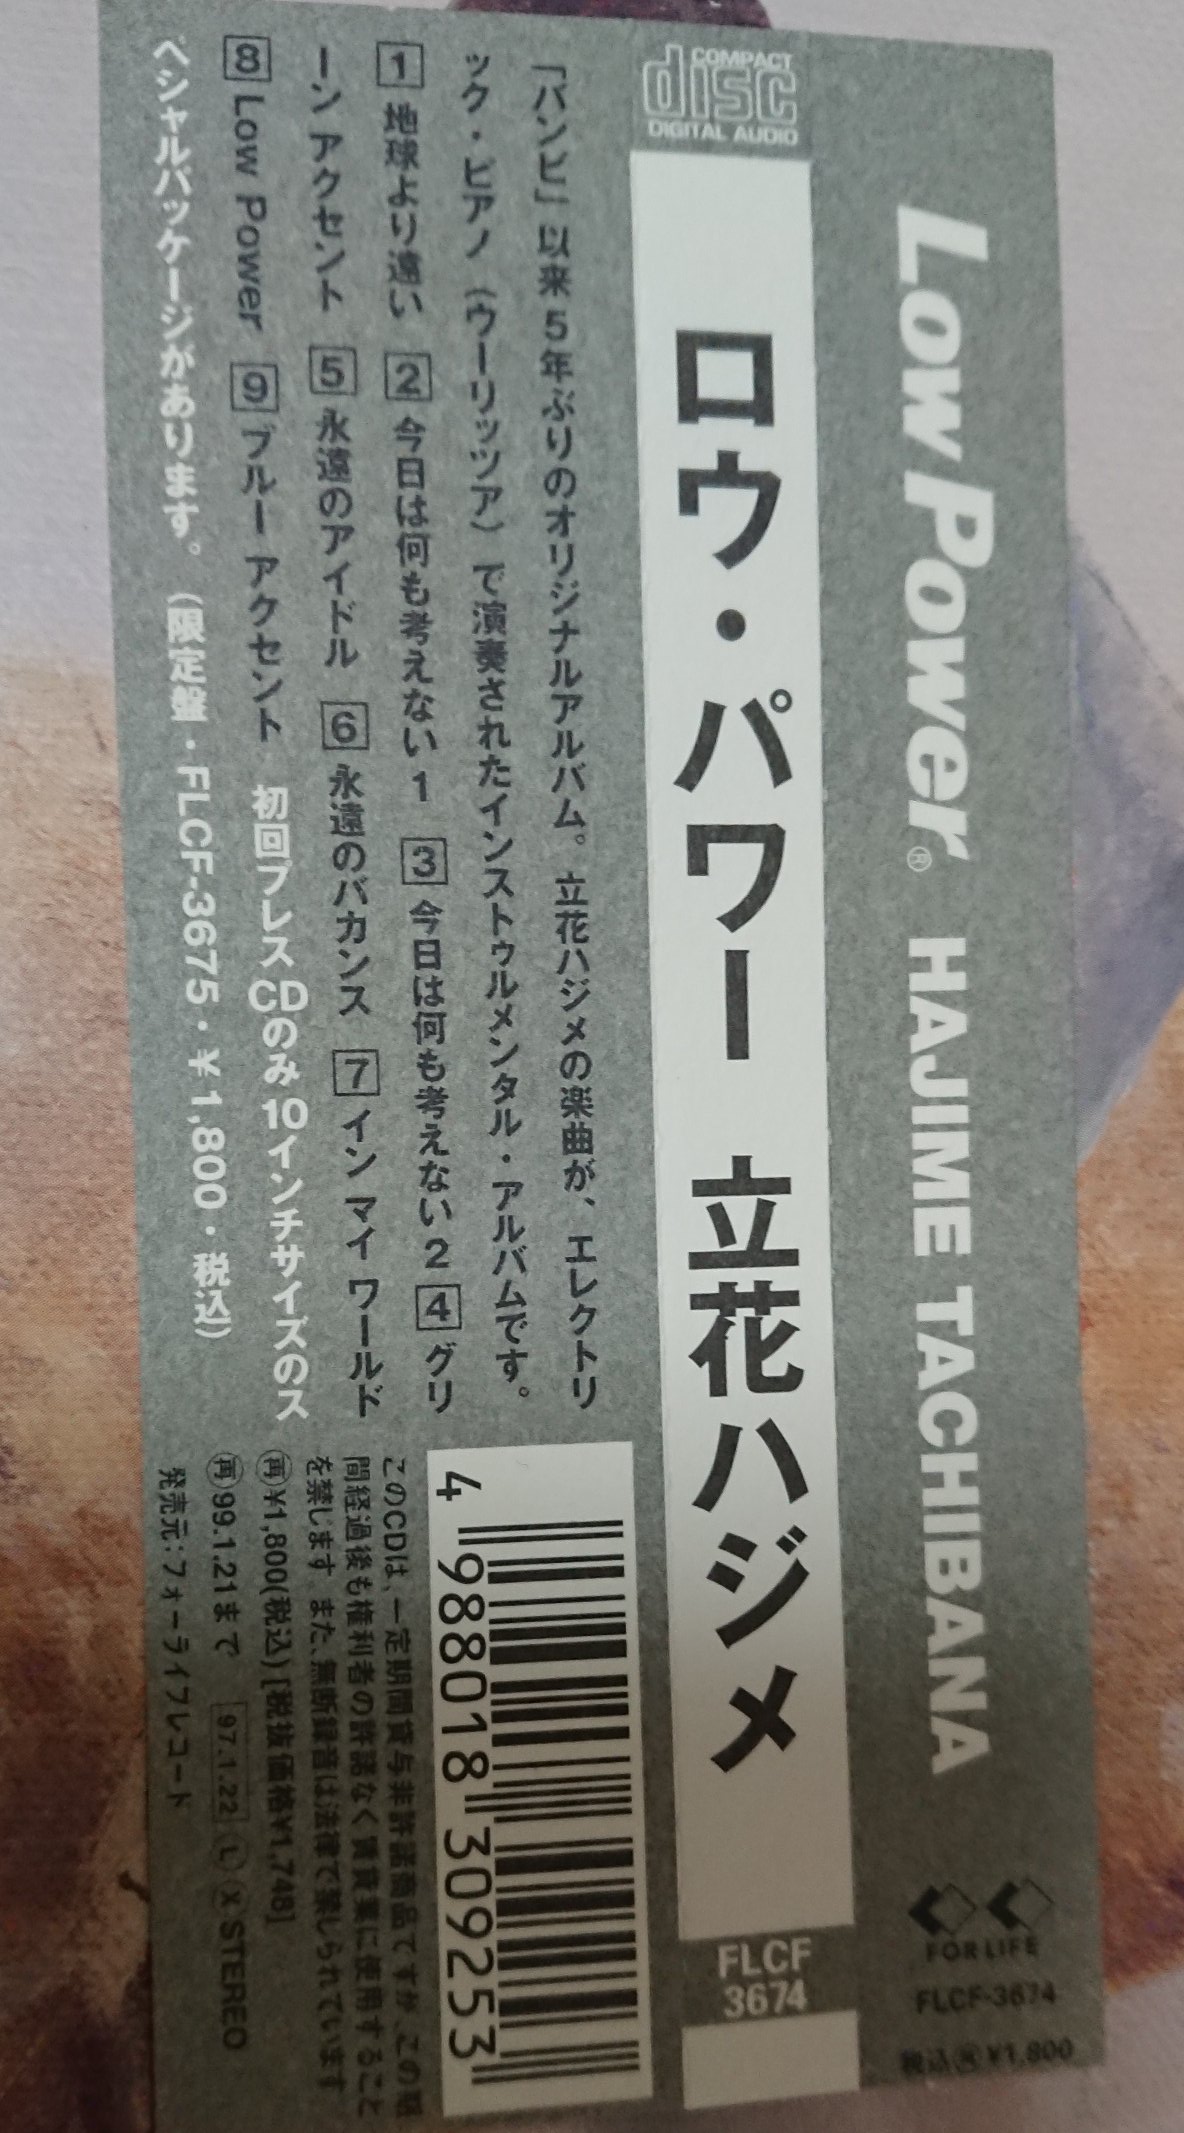 Low Power® HAJIME TACHIBANA
FOR LIFE
FLCF-3674
税込 ¥1,800
COMPACT
disc
DIGITAL AUDIO
ロウ・パワー 立花ハジメ
FLCF
3674
「バンビ」以来5年ぶりのオリジナルアルバム。立花ハジメの楽曲が、エレクトリ
ック・ピアノ（ウーリッツア）で演奏されたインストゥルメンタル・アルバムです。
1 地球より遠い 2 今日は何も考えない 1 3 今日は何も考えない 2 4 グリ
ーン アクセント 5 永遠のアイドル 6 永遠のバカンス 7 イン マイ ワールド
8 Low Power 9 ブルー アクセント 初回プレスCDのみ10インチサイズのス
ペシャルパッケージがあります。（限定盤・FLCF-3675・¥1,800・税込）
4 988018 309253
このCDは、一定期間貸与非許諾商品ですが、この期
間経過後も権利者の許諾なく賃貸業に使用すること
を禁じます。また、無断録音は法律で禁じられています
㊢¥1,800(税込)[税抜価格¥1,748]
㊢99.1.21まで 97.1.22 Ⓛ Ⓧ STEREO
発売元：フォーライフレコード